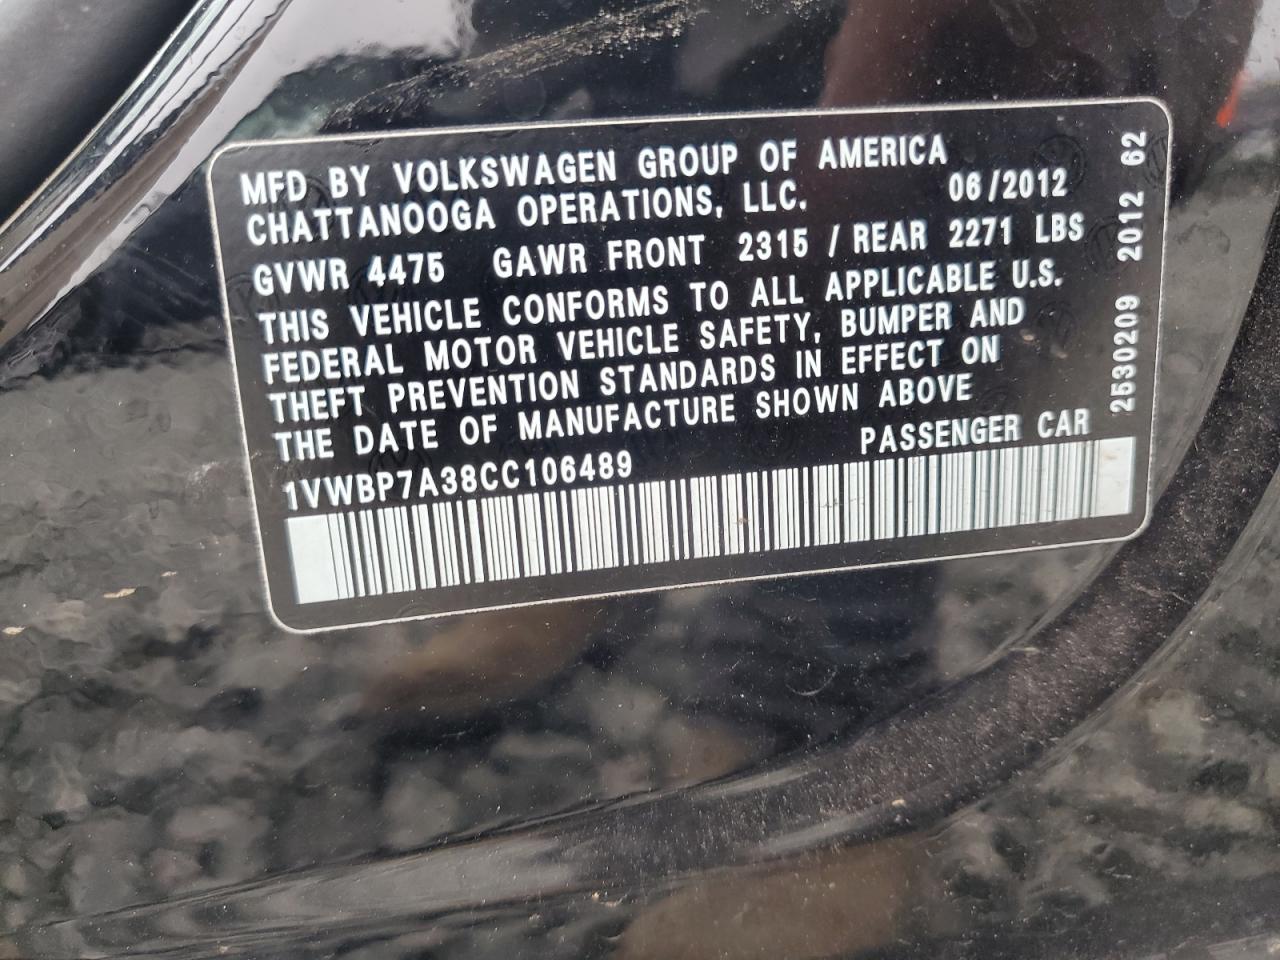 MFD BY VOLKSWAGEN GROUP OF AMERICA
CHATTANOOGA OPERATIONS, LLC. 06/2012
GVWR 4475 GAWR FRONT 2315 / REAR 2271 LBS
THIS VEHICLE CONFORMS TO ALL APPLICABLE U.S.
FEDERAL MOTOR VEHICLE SAFETY, BUMPER AND
THEFT PREVENTION STANDARDS IN EFFECT ON
THE DATE OF MANUFACTURE SHOWN ABOVE
1VWBP7A38CC106489 PASSENGER CAR
2530209 2012 62